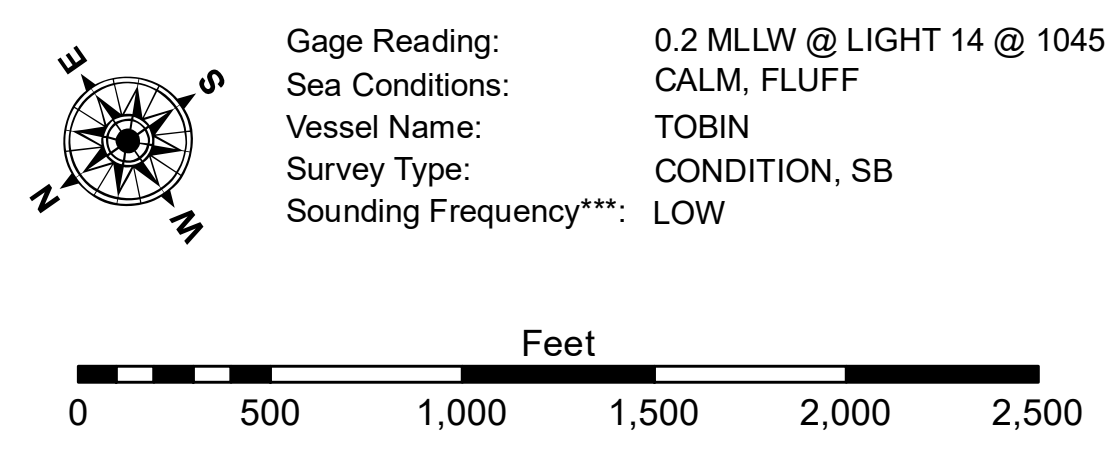 E
S
N
W
Gage Reading: 0.2 MLLW @ LIGHT 14 @ 1045
Sea Conditions: CALM, FLUFF
Vessel Name: TOBIN
Survey Type: CONDITION, SB
Sounding Frequency***: LOW
Feet
0 500 1,000 1,500 2,000 2,500